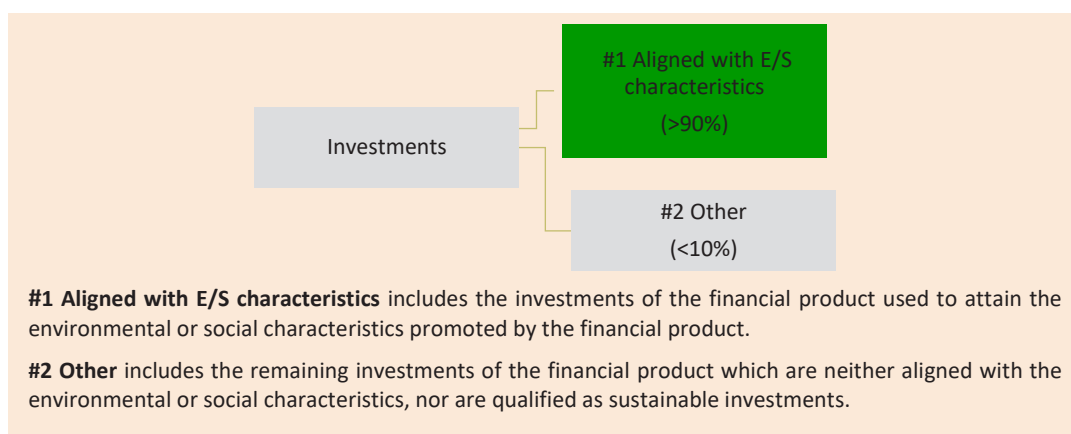 #1 Aligned with E/S
characteristics
(>90%)
Investments
#2 Other
(<10%)
#1 Aligned with E/S characteristics includes the investments of the financial product used to attain the
environmental or social characteristics promoted by the financial product.
#2 Other includes the remaining investments of the financial product which are neither aligned with the
environmental or social characteristics, nor are qualified as sustainable investments.